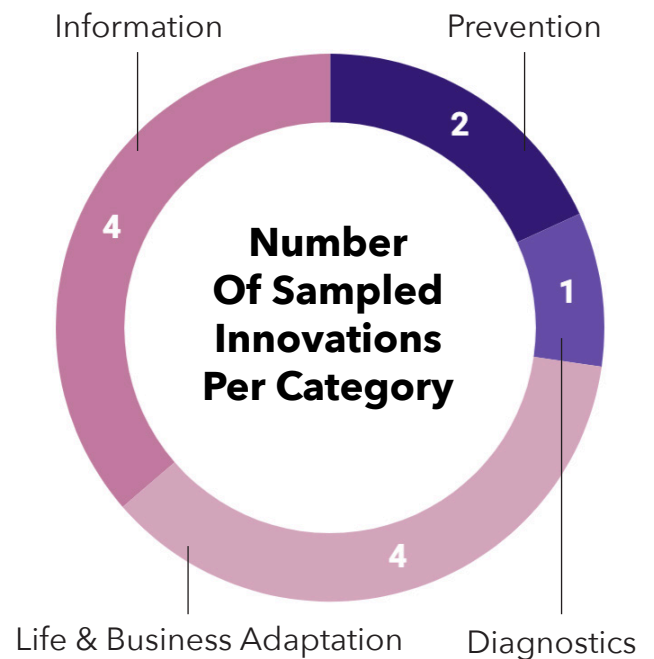 Information
Prevention
2
4
Number
Of Sampled
Innovations
Per Category
1
4
Life & Business Adaptation
Diagnostics